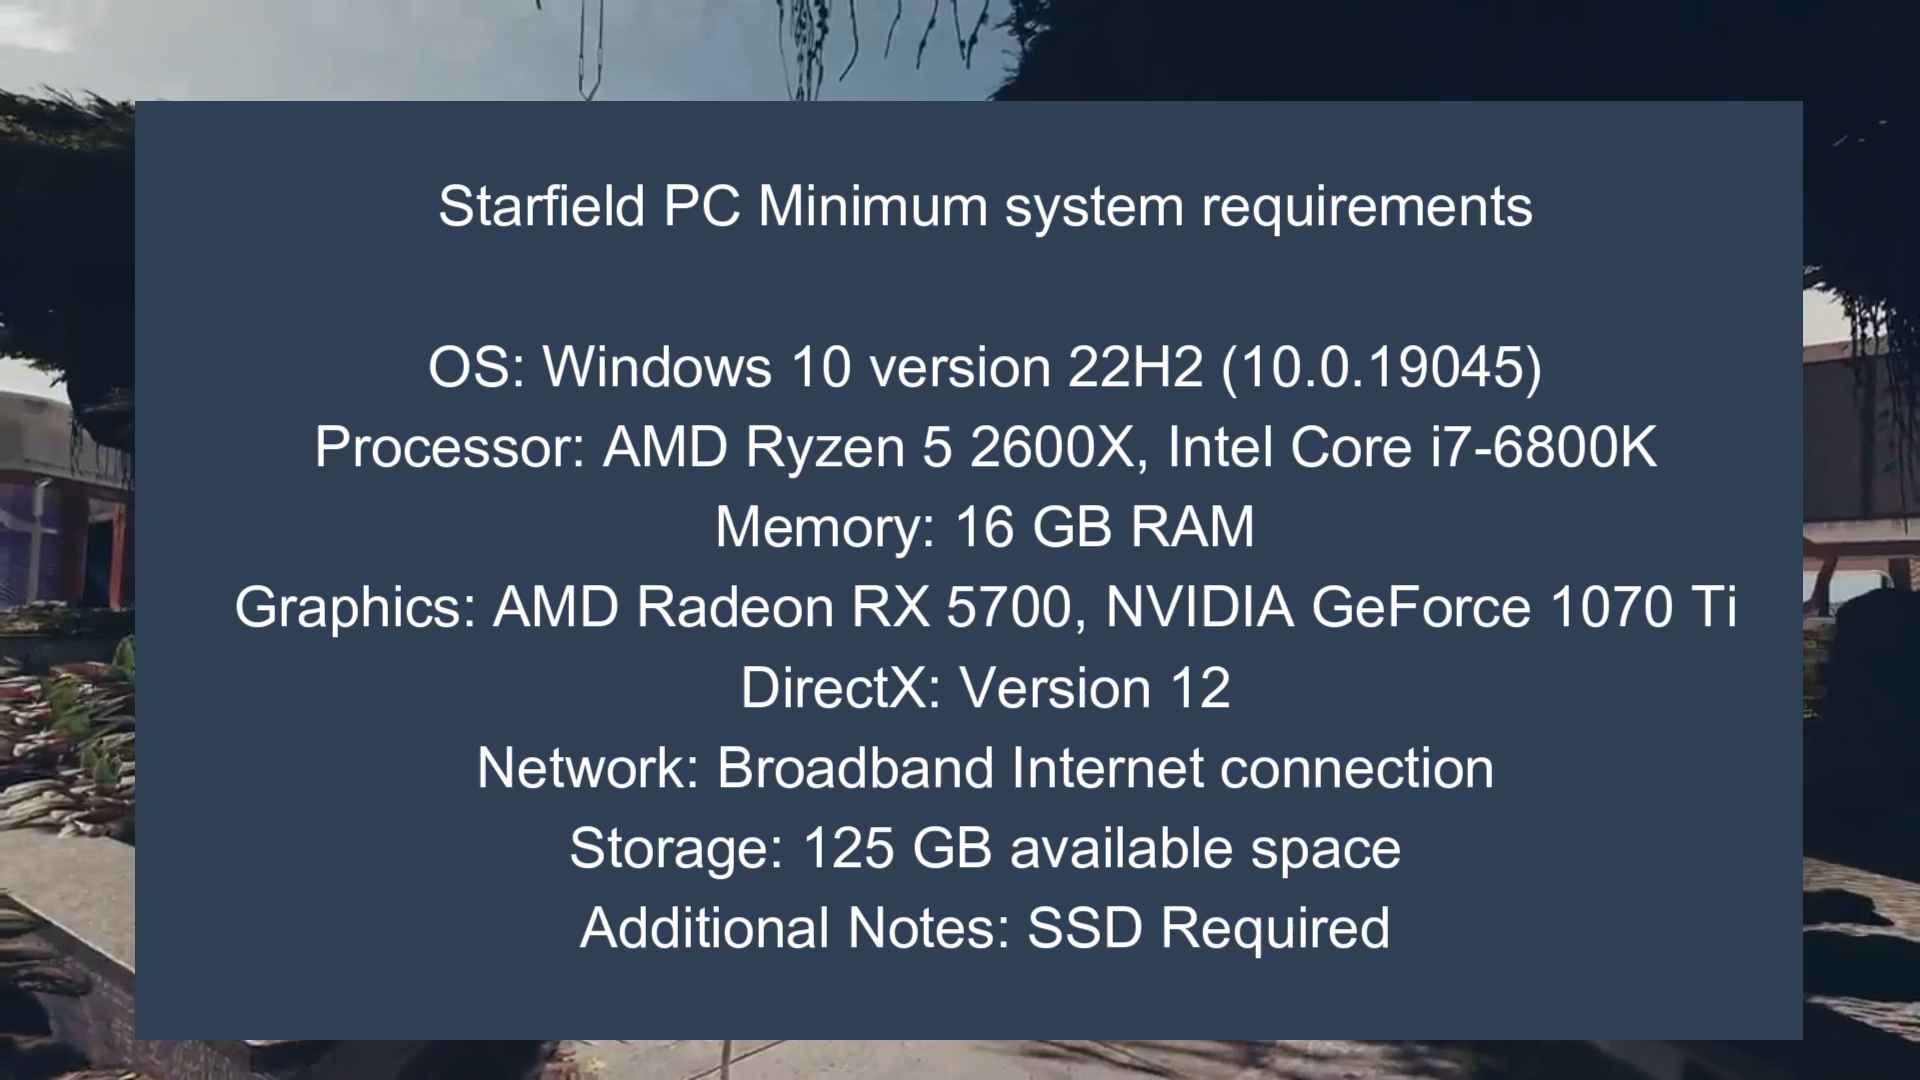 Starfield PC Minimum system requirements
OS: Windows 10 version 22H2 (10.0.19045)
Processor: AMD Ryzen 5 2600X, Intel Core i7-6800K
Memory: 16 GB RAM
Graphics: AMD Radeon RX 5700, NVIDIA GeForce 1070 Ti
DirectX: Version 12
Network: Broadband Internet connection
Storage: 125 GB available space
Additional Notes: SSD Required